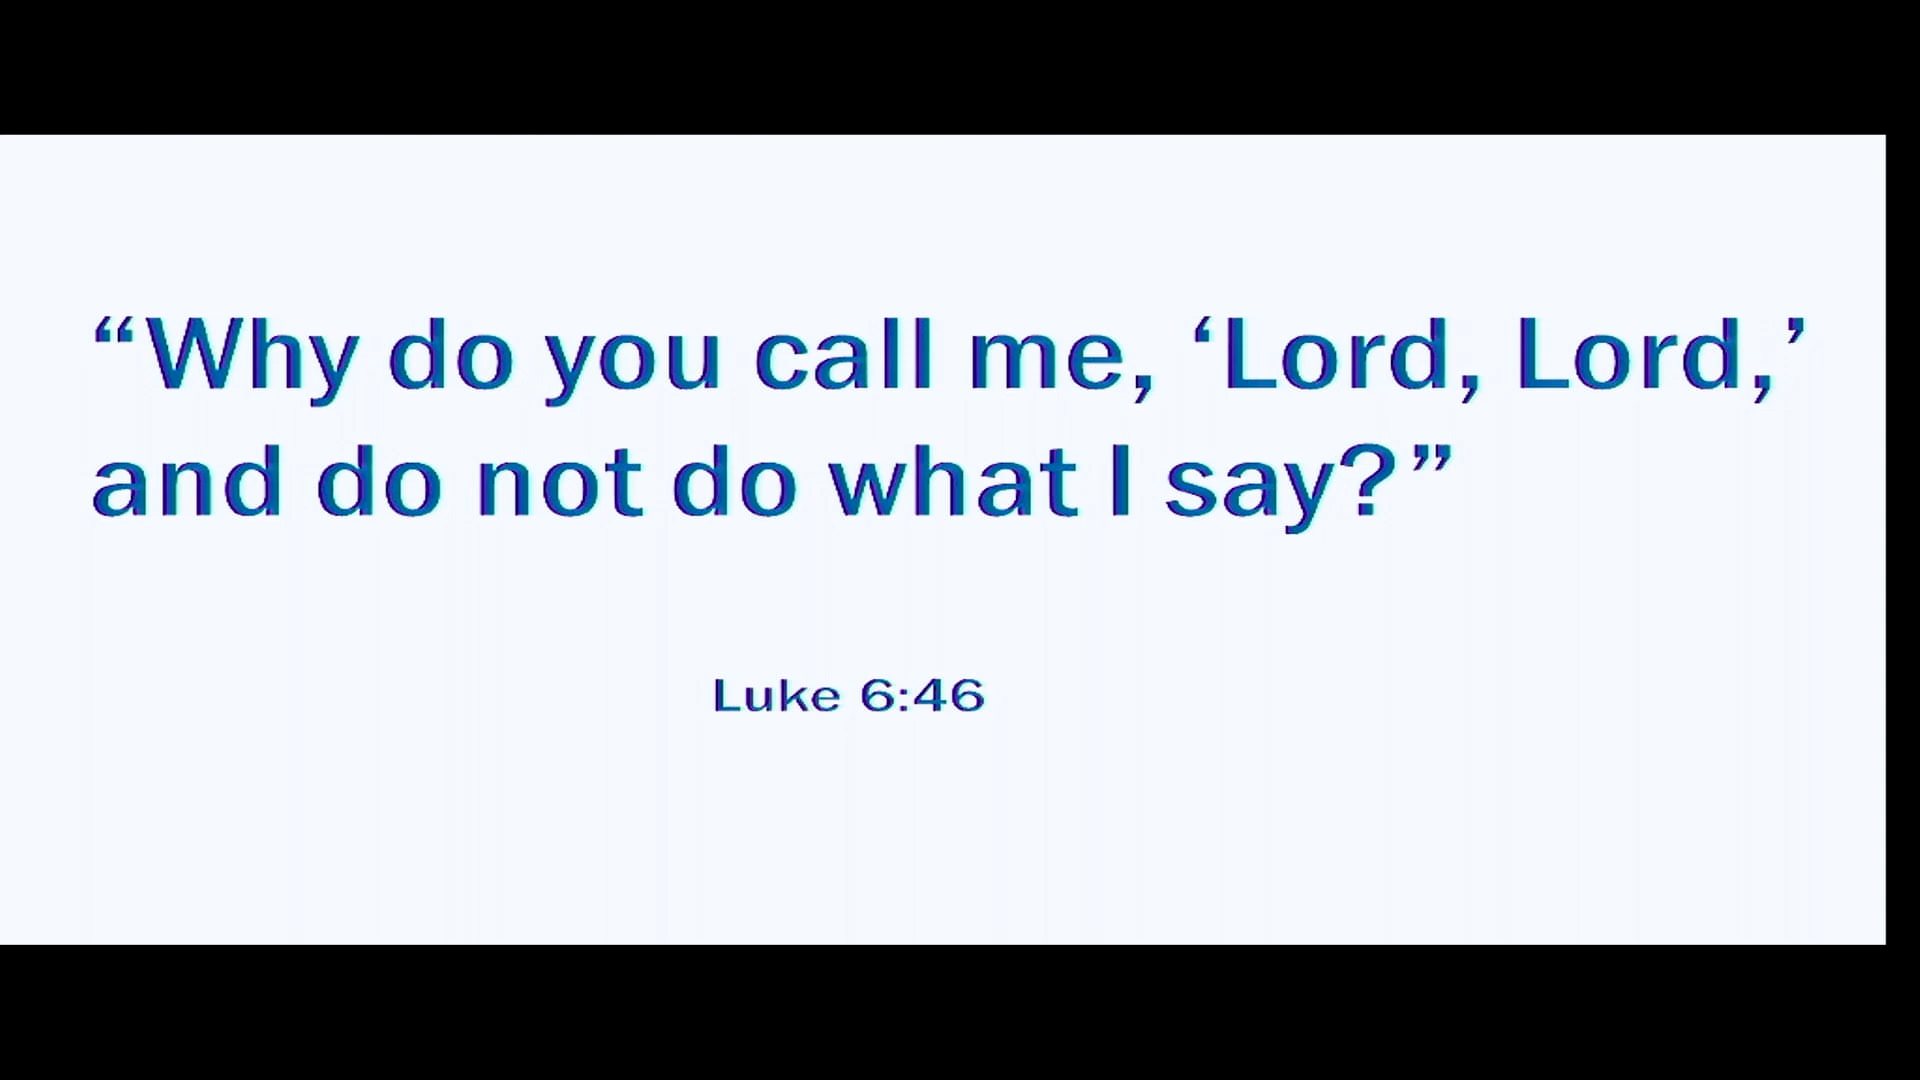 “Why do you call me, ‘Lord, Lord,’
and do not do what I say?”
Luke 6:46